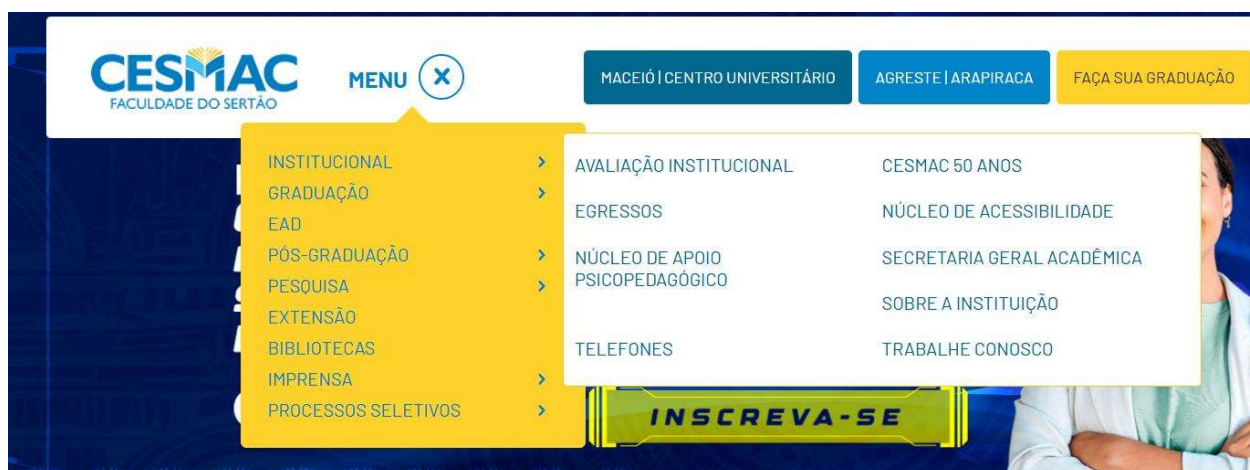 CESMAC
FACULDADE DO SERTÃO
MENU
MACEIÓ | CENTRO UNIVERSITÁRIO
AGRESTE | ARAPIRACA
FAÇA SUA GRADUAÇÃO
INSTITUCIONAL
GRADUAÇÃO
EAD
PÓS-GRADUAÇÃO
PESQUISA
EXTENSÃO
BIBLIOTECAS
IMPRENSA
PROCESSOS SELETIVOS
AVALIAÇÃO INSTITUCIONAL
EGRESSOS
NÚCLEO DE APOIO
PSICOPEDAGÓGICO
TELEFONES
CESMAC 50 ANOS
NÚCLEO DE ACESSIBILIDADE
SECRETARIA GERAL ACADÊMICA
SOBRE A INSTITUIÇÃO
TRABALHE CONOSCO
INSCREVA-SE